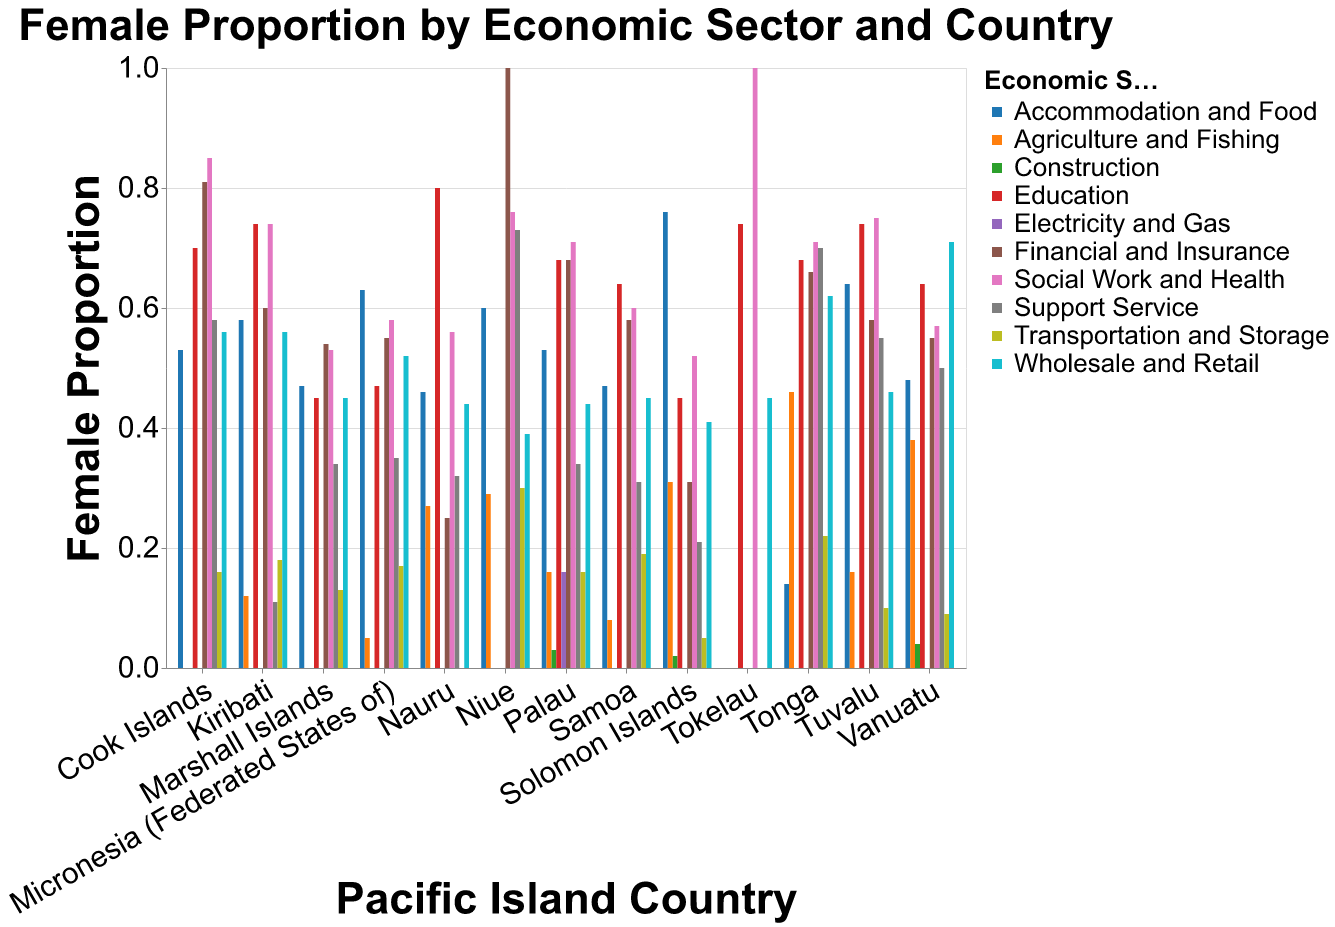 Female Proportion by Economic Sector and Country
Female Proportion
1.0
0.8
0.6
0.4
0.2
0.0
Cook Islands
Kiribati
Marshall Islands
Micronesia (Federated States of)
Nauru
Niue
Palau
Samoa
Solomon Islands
Tokelau
Tonga
Tuvalu
Vanuatu
Pacific Island Country
Economic S…
Accommodation and Food
Agriculture and Fishing
Construction
Education
Electricity and Gas
Financial and Insurance
Social Work and Health
Support Service
Transportation and Storage
Wholesale and Retail